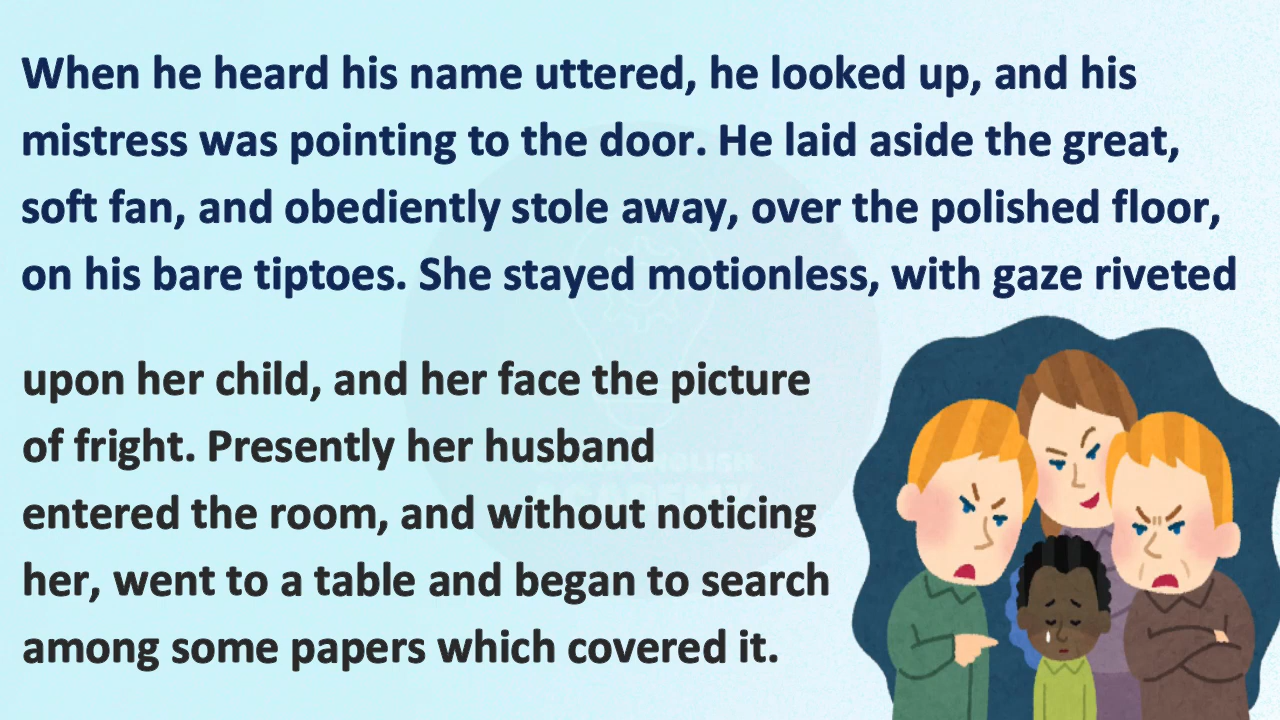 When he heard his name uttered, he looked up, and his
mistress was pointing to the door. He laid aside the great,
soft fan, and obediently stole away, over the polished floor,
on his bare tiptoes. She stayed motionless, with gaze riveted
upon her child, and her face the picture
of fright. Presently her husband
entered the room, and without noticing
her, went to a table and began to search
among some papers which covered it.
ACADEMY